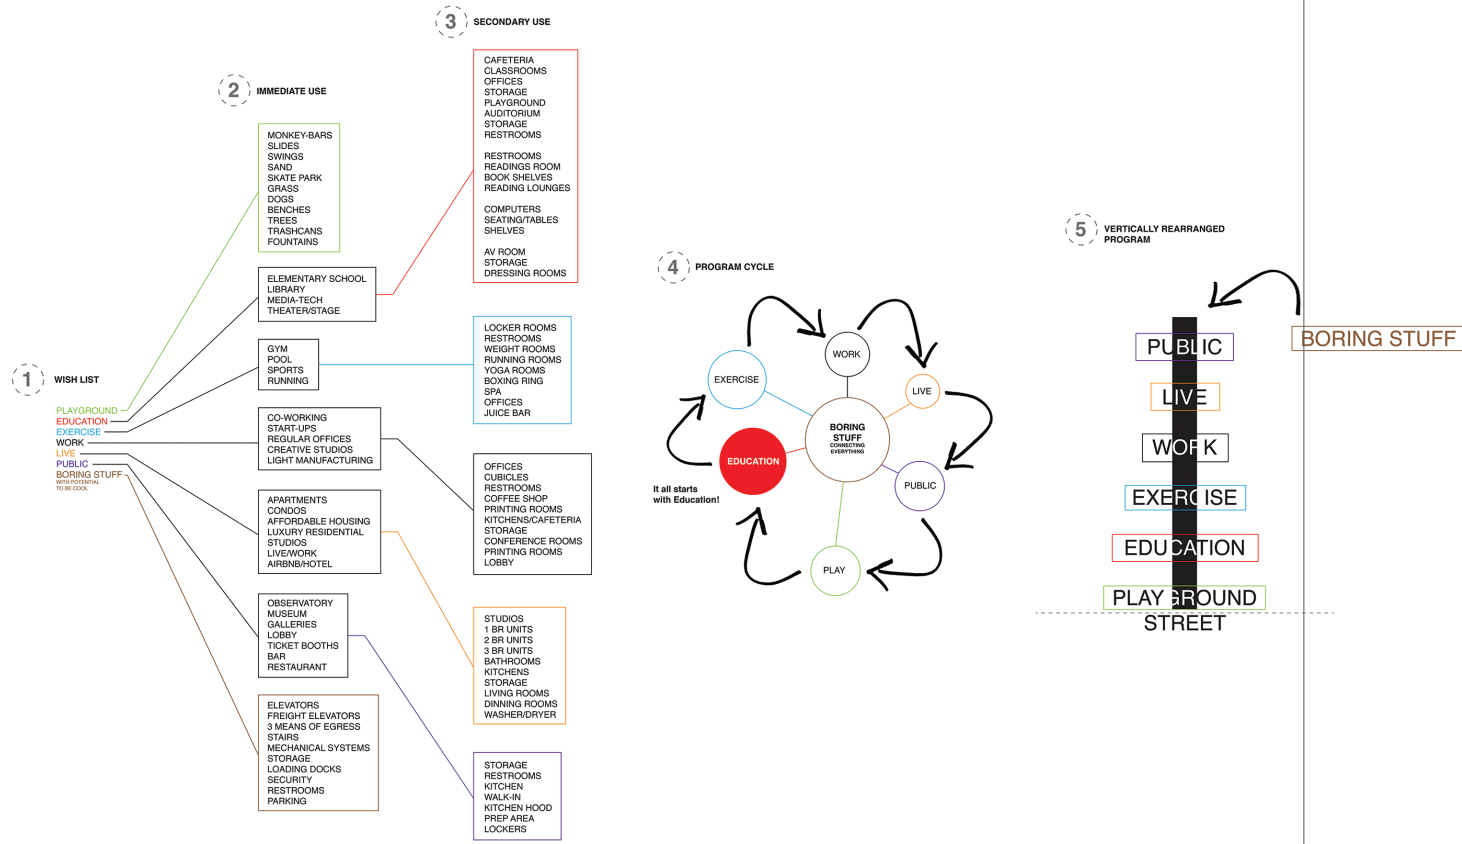 1
WISH LIST
PLAYGROUND
EDUCATION
EXERCISE
WORK
LIVE
PUBLIC
BORING STUFF
WITH POTENTIAL
TO BE COOL
2
IMMEDIATE USE
MONKEY-BARS
SLIDES
SWINGS
SAND
SKATE PARK
GRASS
DOGS
BENCHES
TREES
TRASHCANS
FOUNTAINS
ELEMENTARY SCHOOL
LIBRARY
MEDIA-TECH
THEATER/STAGE
GYM
POOL
SPORTS
RUNNING
CO-WORKING
START-UPS
REGULAR OFFICES
CREATIVE STUDIOS
LIGHT MANUFACTURING
APARTMENTS
CONDOS
AFFORDABLE HOUSING
LUXURY RESIDENTIAL
STUDIOS
LIVE/WORK
AIRBNB/HOTEL
OBSERVATORY
MUSEUM
GALLERIES
LOBBY
TICKET BOOTHS
BAR
RESTAURANT
ELEVATORS
FREIGHT ELEVATORS
3 MEANS OF EGRESS
STAIRS
MECHANICAL SYSTEMS
STORAGE
LOADING DOCKS
SECURITY
RESTROOMS
PARKING
3
SECONDARY USE
CAFETERIA
CLASSROOMS
OFFICES
STORAGE
PLAYGROUND
AUDITORIUM
STORAGE
RESTROOMS
RESTROOMS
READINGS ROOM
BOOK SHELVES
READING LOUNGES
COMPUTERS
SEATING/TABLES
SHELVES
AV ROOM
STORAGE
DRESSING ROOMS
LOCKER ROOMS
RESTROOMS
WEIGHT ROOMS
RUNNING ROOMS
YOGA ROOMS
BOXING RING
SPA
OFFICES
JUICE BAR
OFFICES
CUBICLES
RESTROOMS
COFFEE SHOP
PRINTING ROOMS
KITCHENS/CAFETERIA
STORAGE
CONFERENCE ROOMS
PRINTING ROOMS
LOBBY
STUDIOS
1 BR UNITS
2 BR UNITS
3 BR UNITS
BATHROOMS
KITCHENS
STORAGE
LIVING ROOMS
DINNING ROOMS
WASHER/DRYER
STORAGE
RESTROOMS
KITCHEN
WALK-IN
KITCHEN HOOD
PREP AREA
LOCKERS
4
PROGRAM CYCLE
WORK
EXERCISE
LIVE
BORING
STUFF
CONNECTING
EVERYTHING
EDUCATION
PUBLIC
It all starts
with Education!
PLAY
5
VERTICALLY REARRANGED
PROGRAM
BORING STUFF
PUBLIC
LIVE
WORK
EXERCISE
EDUCATION
PLAYGROUND
STREET